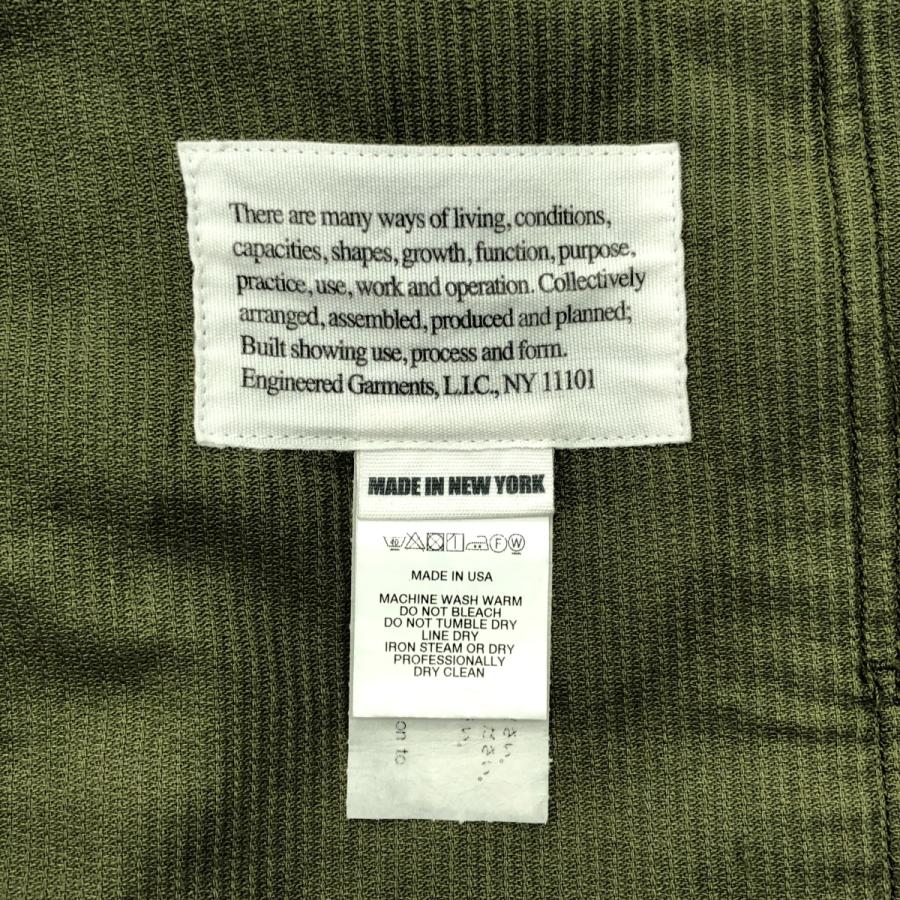 There are many ways of living, conditions,
capacities, shapes, growth, function, purpose,
practice, use, work and operation. Collectively
arranged, assembled, produced and planned;
Built showing use, process and form.
Engineered Garments, L.I.C., NY 11101
MADE IN NEW YORK
F W
MADE IN USA
MACHINE WASH WARM
DO NOT BLEACH
DO NOT TUMBLE DRY
LINE DRY
IRON STEAM OR DRY
PROFESSIONALLY
DRY CLEAN
on to